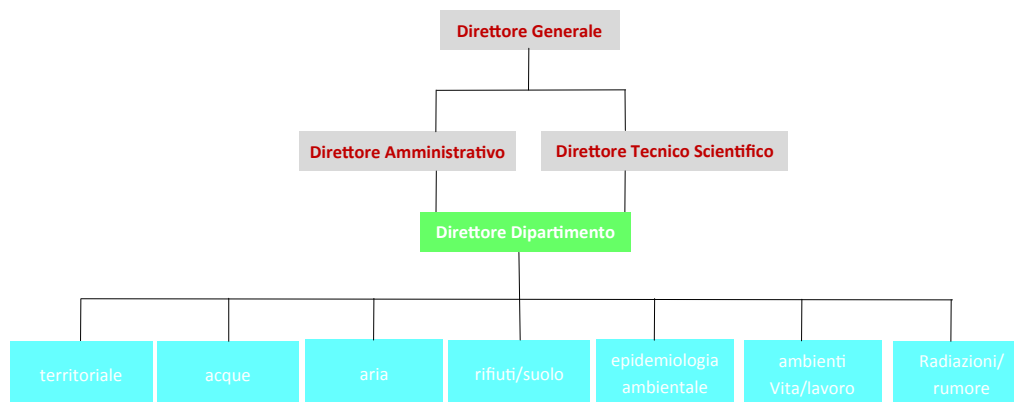 Direttore Generale
Direttore Amministrativo
Direttore Tecnico Scientifico
Direttore Dipartimento
territoriale
acque
aria
rifiuti/suolo
epidemiologia
ambientale
ambienti
Vita/lavoro
Radiazioni/
rumore